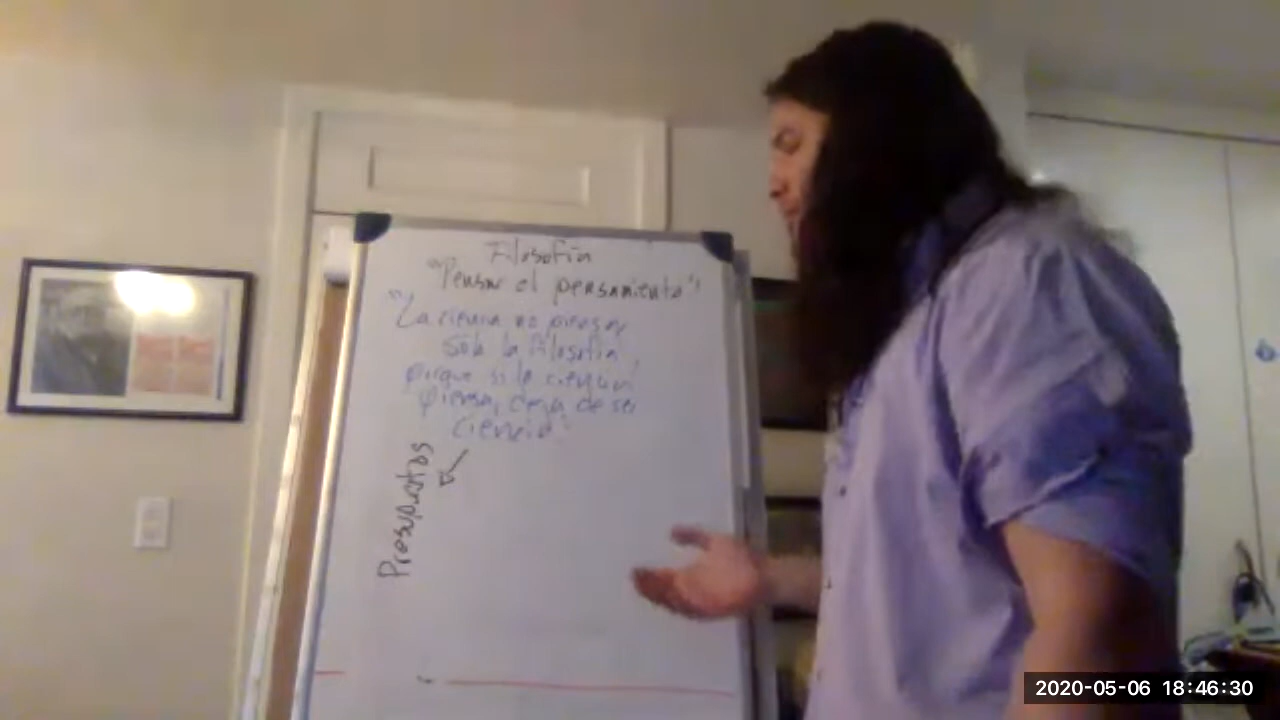 Filosofía
"Pensar el pensamiento"
"La ciencia no piensa,
sólo la filosofía,
porque si la ciencia
piensa, deja de ser
ciencia"
Presupuestos
2020-05-06 18:46:30